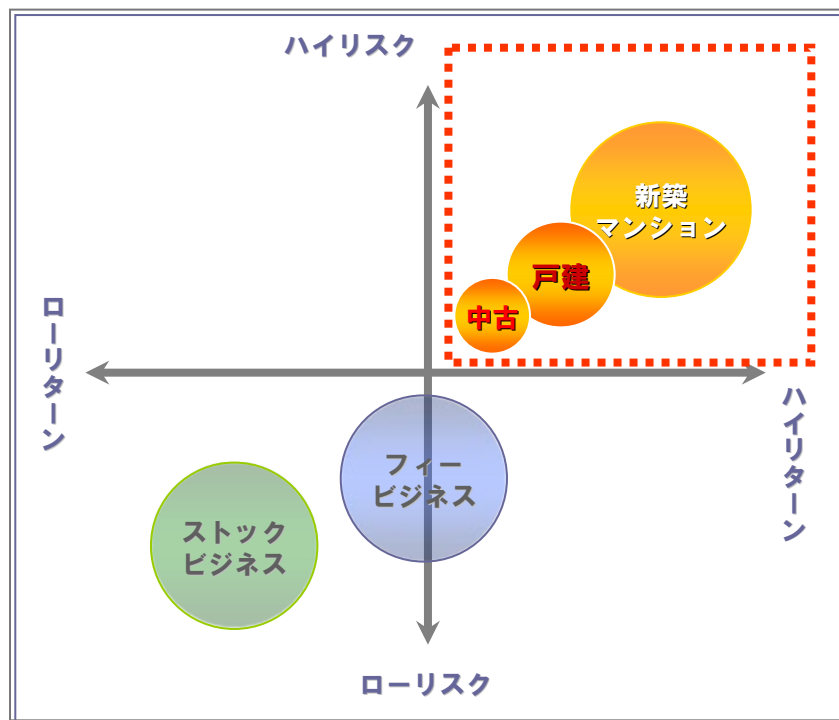 ハイリスク
新築
マンション
戸建
中古
ローリターン
ハイリターン
フィー
ビジネス
ストック
ビジネス
ローリスク